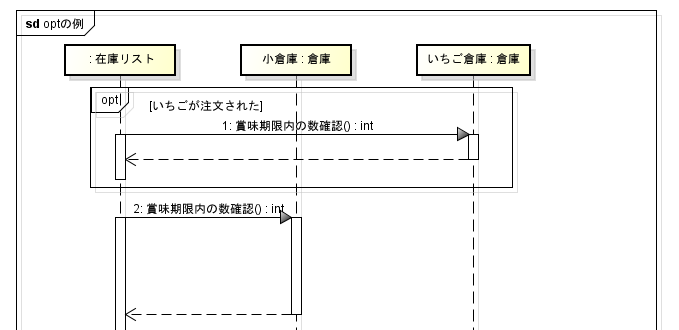 sd optの例
: 在庫リスト
小倉庫 : 倉庫
いちご倉庫 : 倉庫
opt
[いちごが注文された]
1: 賞味期限内の数確認() : int
2: 賞味期限内の数確認() : int